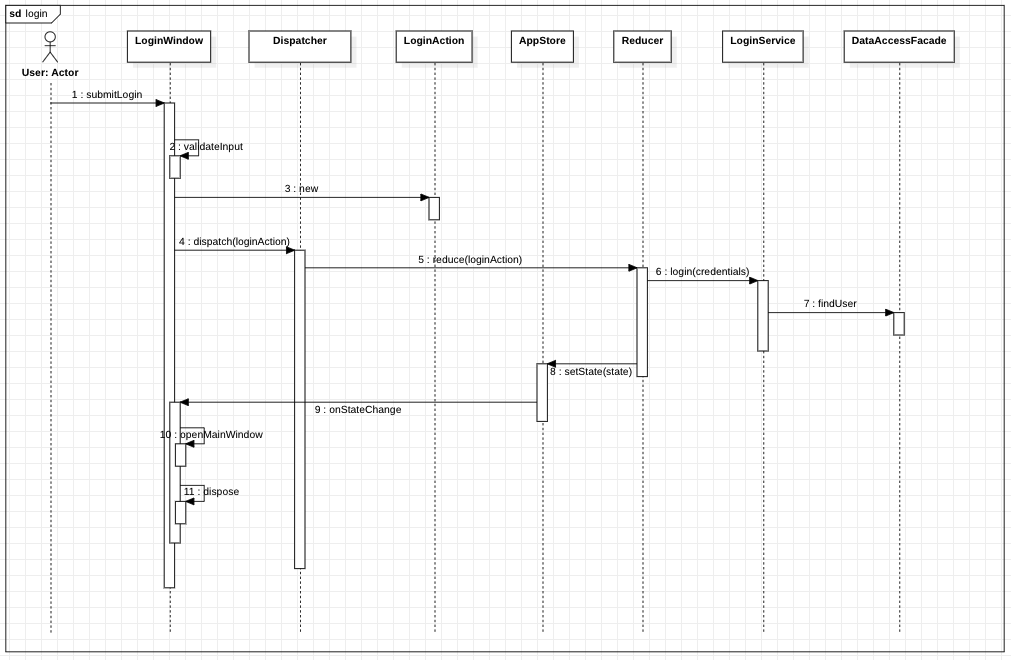 sd login
LoginWindow
Dispatcher
LoginAction
AppStore
Reducer
LoginService
DataAccessFacade
User: Actor
1 : submitLogin
2 : validateInput
3 : new
4 : dispatch(loginAction)
5 : reduce(loginAction)
6 : login(credentials)
7 : findUser
8 : setState(state)
9 : onStateChange
10 : openMainWindow
11 : dispose